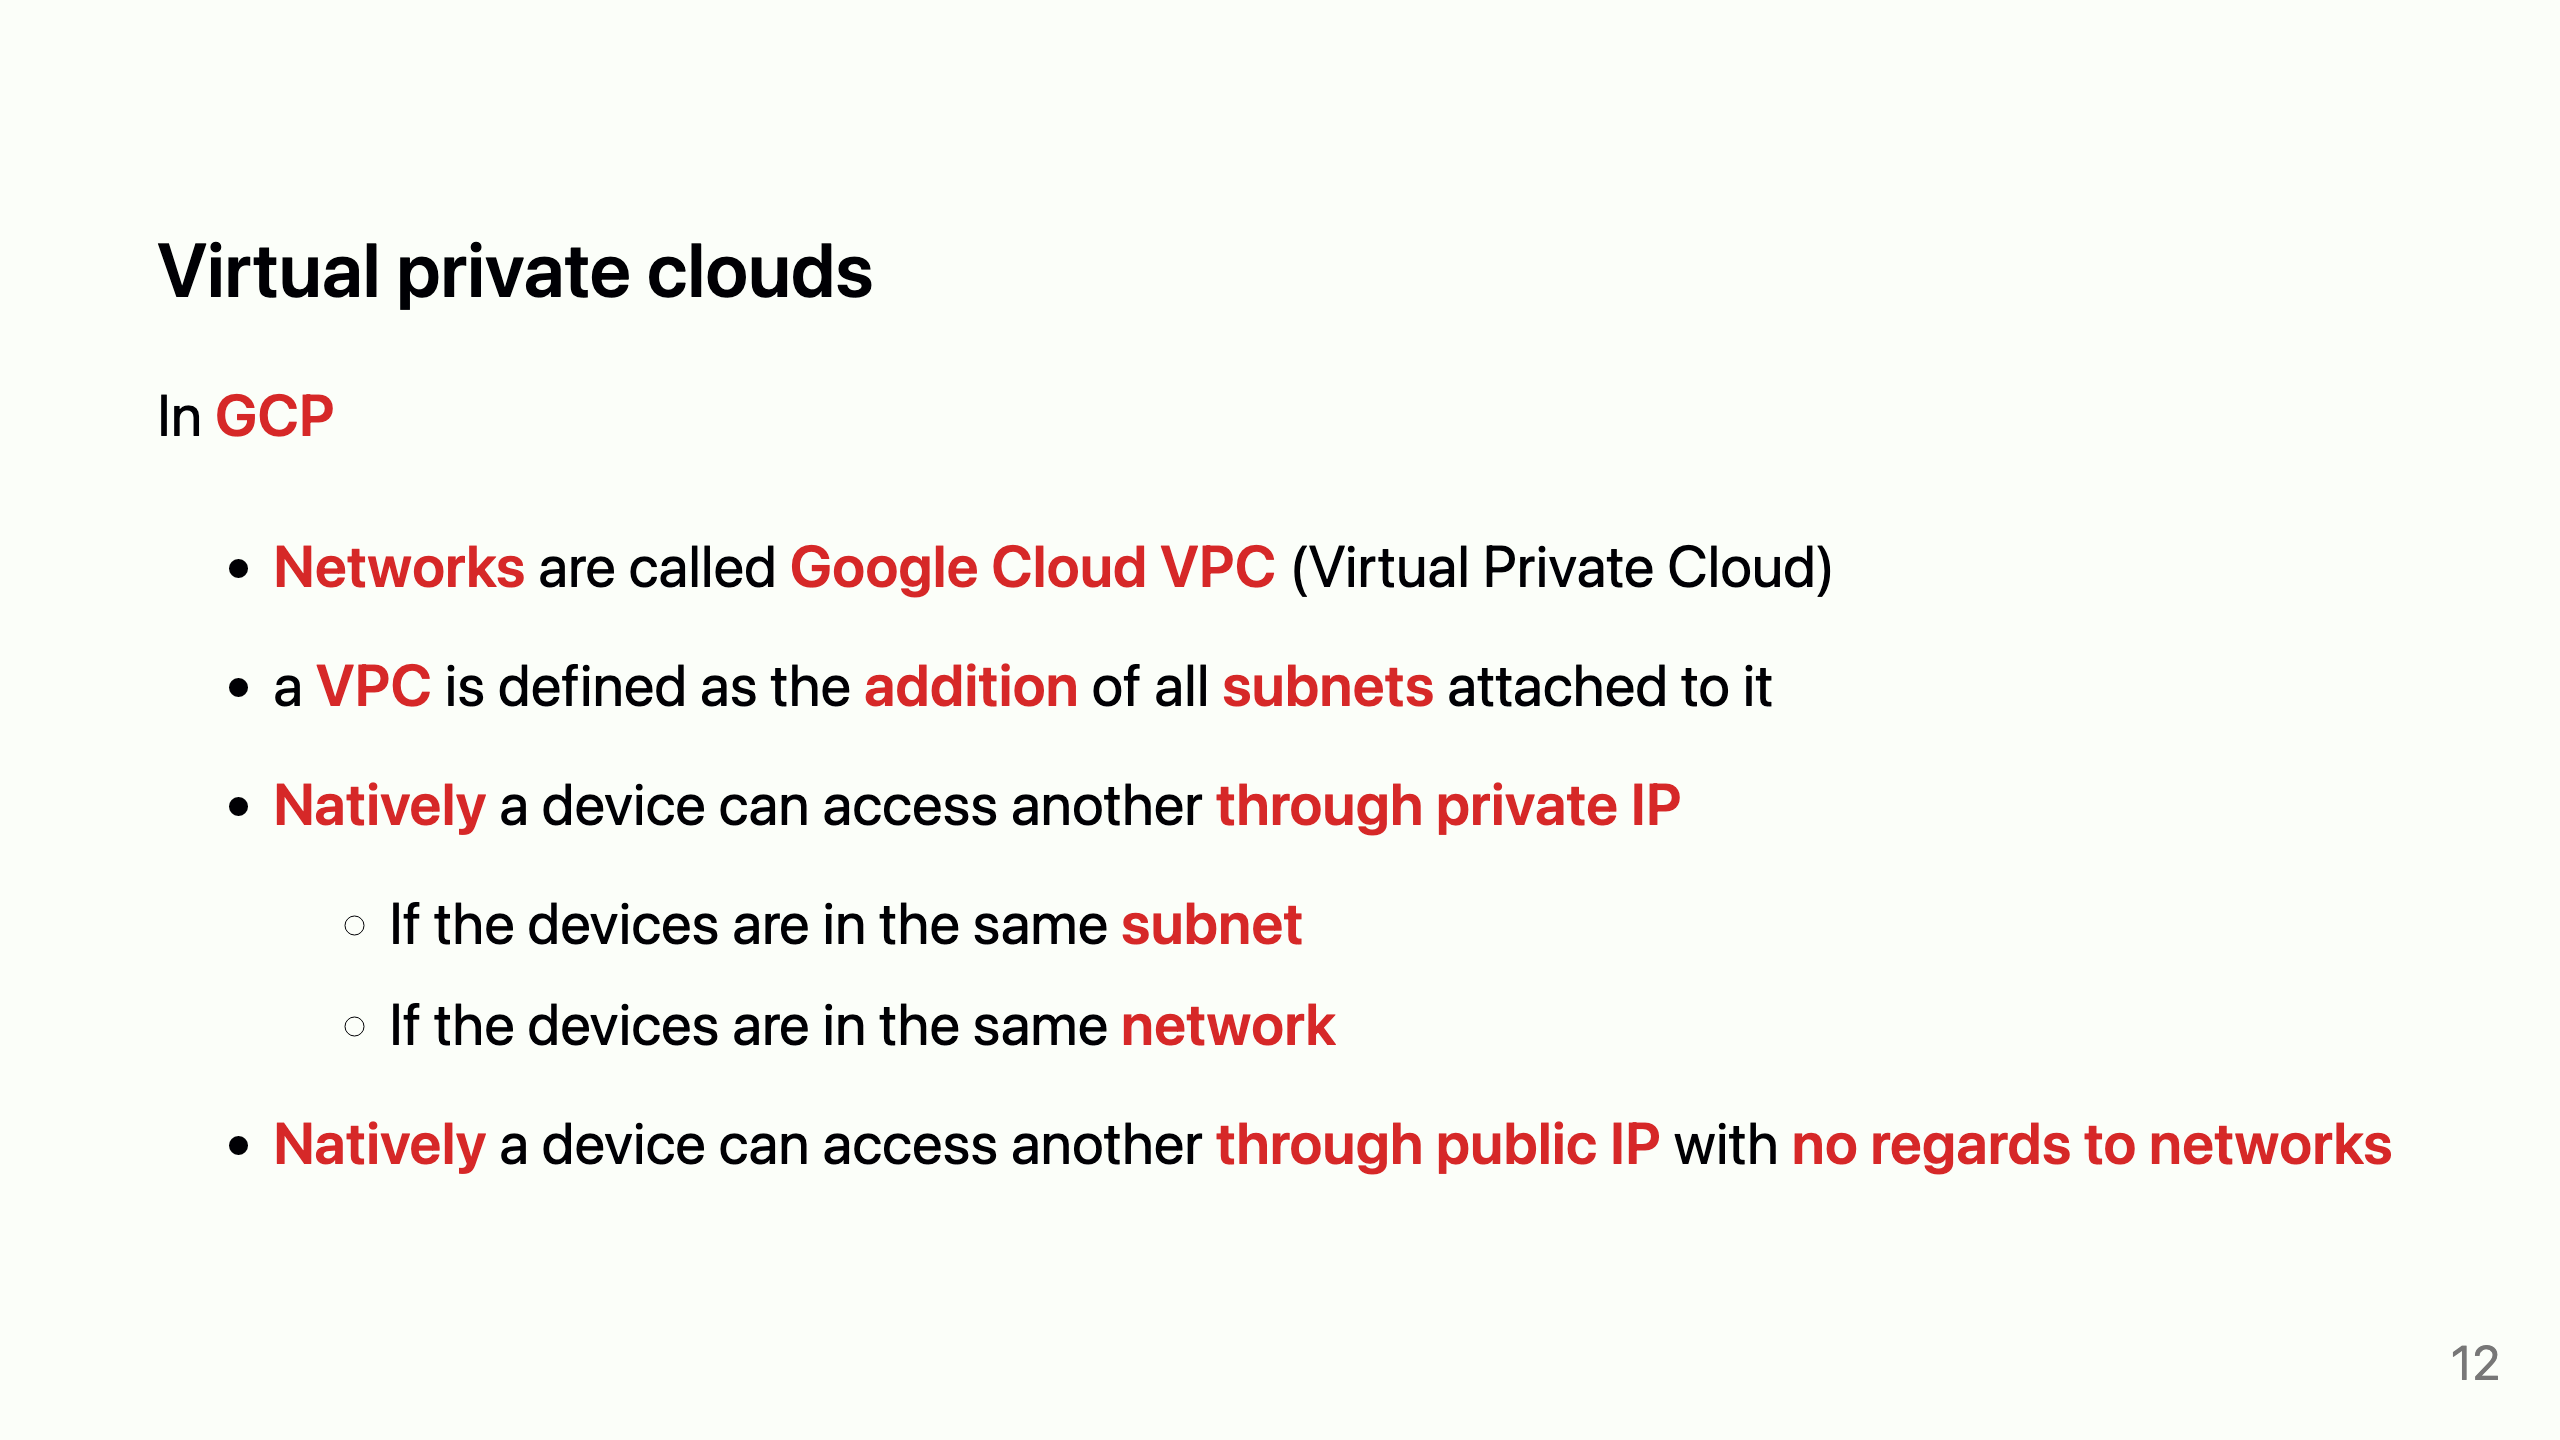 Virtual private clouds
In GCP
• Networks are called Google Cloud VPC (Virtual Private Cloud)
• a VPC is defined as the addition of all subnets attached to it
• Natively a device can access another through private IP
○ If the devices are in the same subnet
○ If the devices are in the same network
• Natively a device can access another through public IP with no regards to networks
12